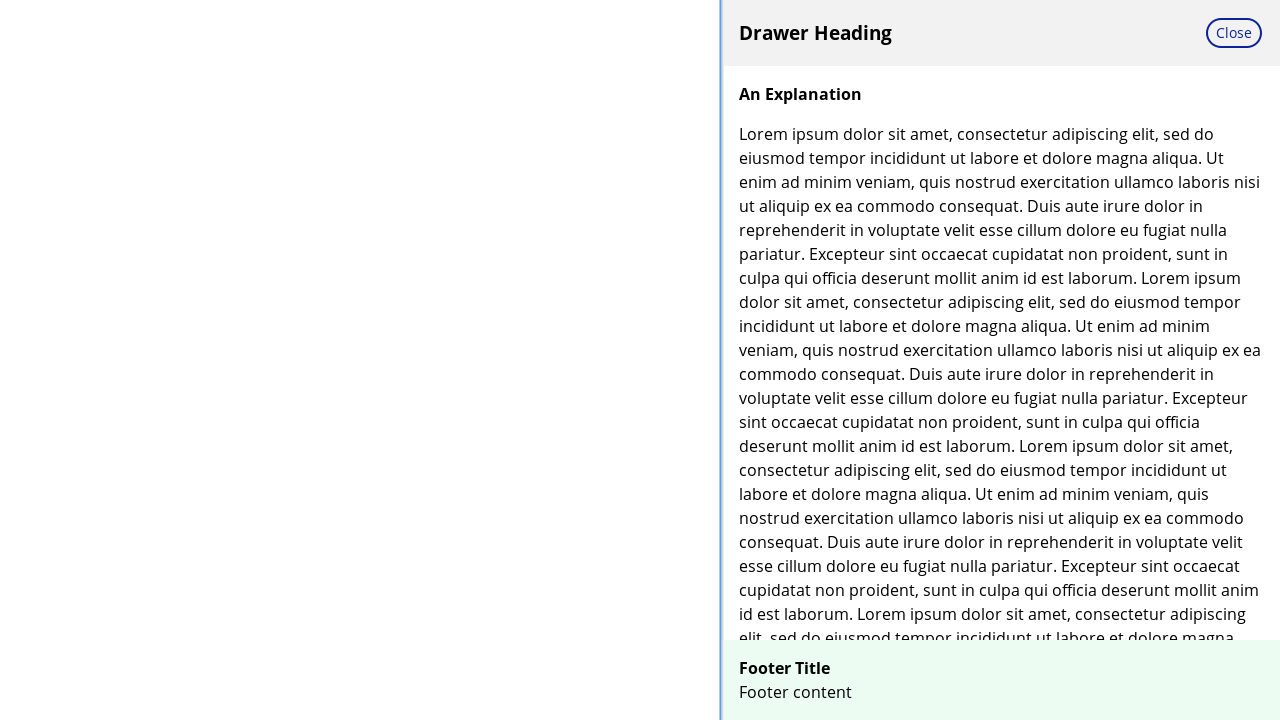 Drawer Heading
Close
An Explanation
Lorem ipsum dolor sit amet, consectetur adipiscing elit, sed do
eiusmod tempor incididunt ut labore et dolore magna aliqua. Ut
enim ad minim veniam, quis nostrud exercitation ullamco laboris nisi
ut aliquip ex ea commodo consequat. Duis aute irure dolor in
reprehenderit in voluptate velit esse cillum dolore eu fugiat nulla
pariatur. Excepteur sint occaecat cupidatat non proident, sunt in
culpa qui officia deserunt mollit anim id est laborum. Lorem ipsum
dolor sit amet, consectetur adipiscing elit, sed do eiusmod tempor
incididunt ut labore et dolore magna aliqua. Ut enim ad minim
veniam, quis nostrud exercitation ullamco laboris nisi ut aliquip ex ea
commodo consequat. Duis aute irure dolor in reprehenderit in
voluptate velit esse cillum dolore eu fugiat nulla pariatur. Excepteur
sint occaecat cupidatat non proident, sunt in culpa qui officia
deserunt mollit anim id est laborum. Lorem ipsum dolor sit amet,
consectetur adipiscing elit, sed do eiusmod tempor incididunt ut
labore et dolore magna aliqua. Ut enim ad minim veniam, quis
nostrud exercitation ullamco laboris nisi ut aliquip ex ea commodo
consequat. Duis aute irure dolor in reprehenderit in voluptate velit
esse cillum dolore eu fugiat nulla pariatur. Excepteur sint occaecat
cupidatat non proident, sunt in culpa qui officia deserunt mollit anim
id est laborum. Lorem ipsum dolor sit amet, consectetur adipiscing
elit, sed do eiusmod tempor incididunt ut labore et dolore magna
Footer Title
Footer content